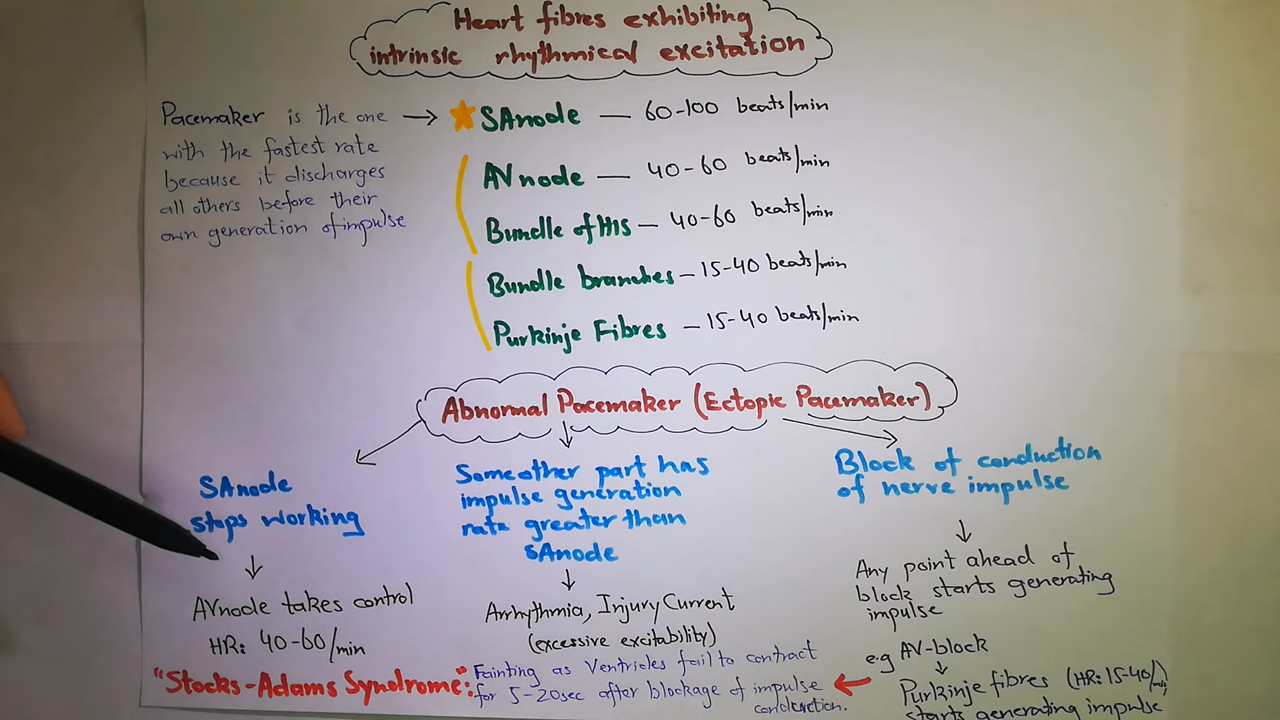 Heart fibres exhibiting
intrinsic rhythmical excitation
Pacemaker is the one →
with the fastest rate
because it discharges
all others before their
own generation of impulse
SAnode — 60-100 beats/min
AVnode — 40-60 beats/min
Bundle of His — 40-60 beats/min
Bundle branches — 15-40 beats/min
Purkinje Fibres — 15-40 beats/min
Abnormal Pacemaker (Ectopic Pacemaker)
SAnode
stops working
↓
AVnode takes control
HR: 40-60/min
Someother part has
impulse generation
rate greater than
SAnode
↓
Arrhythmia, Injury Current
(excessive excitability)
Block of conduction
of nerve impulse
↓
Any point ahead of
block starts generating
impulse
e.g AV-block
↓
Purkinje fibres (HR: 15-40/min)
starts generating impulse
"Stocks-Adams Syndrome": Fainting as Ventricles fail to contract
for 5-20sec after blockage of impulse
conduction.